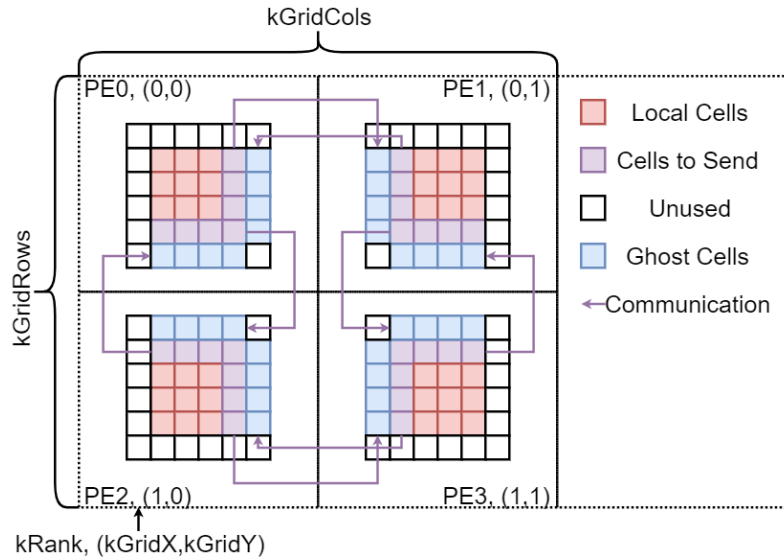 kGridCols
PE0, (0,0)
PE1, (0,1)
Local Cells
Cells to Send
Unused
Ghost Cells
Communication
kGridRows
PE2, (1,0)
PE3, (1,1)
kRank, (kGridX,kGridY)